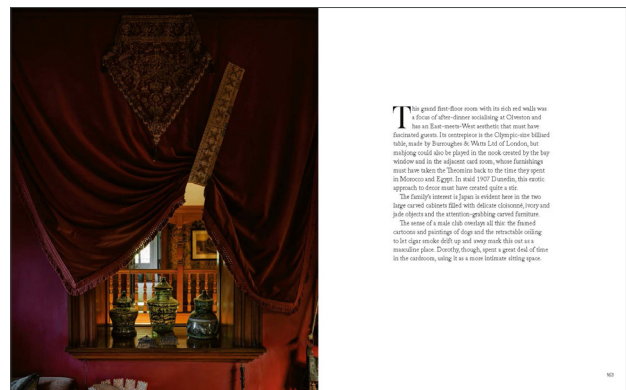 This grand first-floor room with its rich red walls was
a focus of after-dinner socialising at Olveston and
has an East-meets-West aesthetic that must have
fascinated guests. Its centrepiece is the Olympic-size billiard
table, made by Burroughes & Watts Ltd of London, but
mahjong could also be played in the nook created by the bay
window and in the adjacent card room, whose furnishings
must have taken the Theomins back to the time they spent
in Morocco and Egypt. In staid 1907 Dunedin, this exotic
approach to decor must have created quite a stir.
The family's interest in Japan is evident here in the two
large carved cabinets filled with delicate cloisonné, ivory and
jade objects and the attention-grabbing carved furniture.
The sense of a male club overlays all this: the framed
cartoons and paintings of dogs and the retractable ceiling
to let cigar smoke drift up and away mark this out as a
masculine place. Dorothy, though, spent a great deal of time
in the cardroom, using it as a more intimate sitting space.